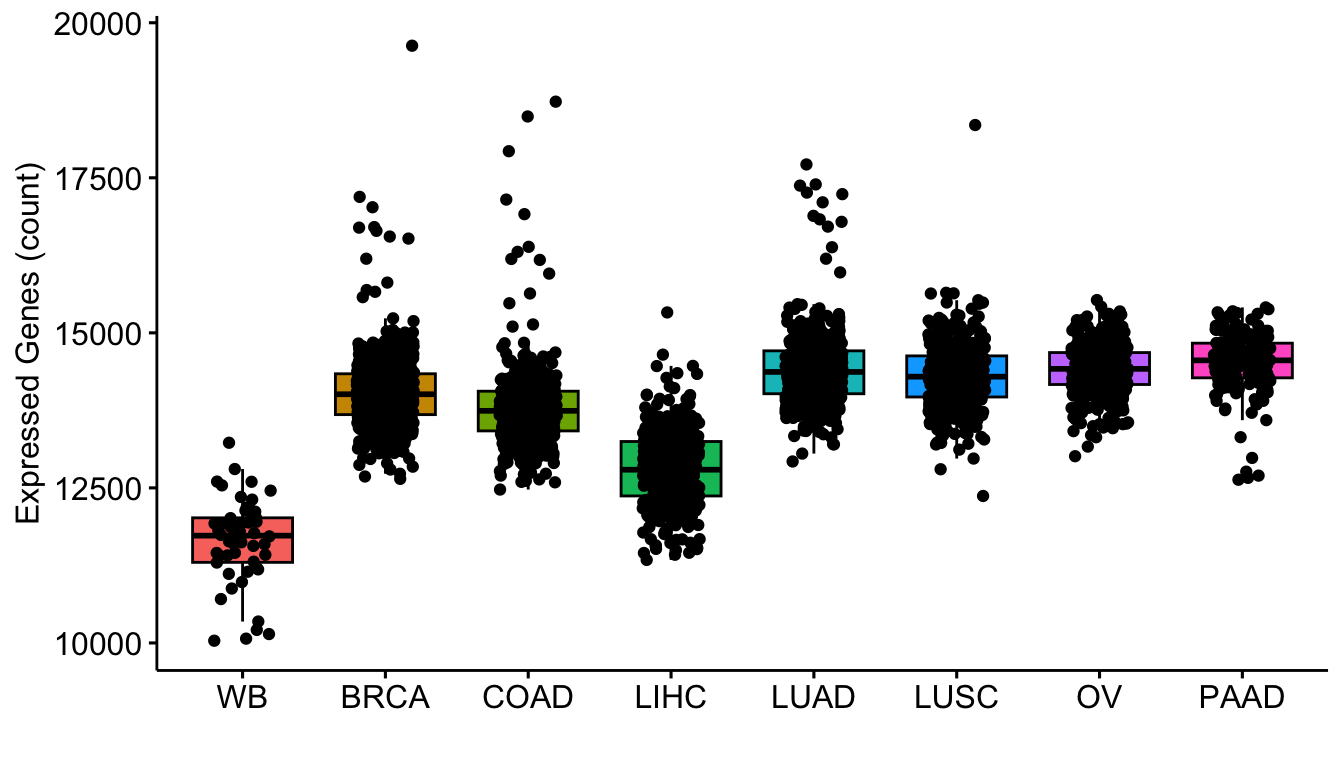 Expressed Genes (count)
20000
17500
15000
12500
10000
WB BRCA COAD LIHC LUAD LUSC OV PAAD